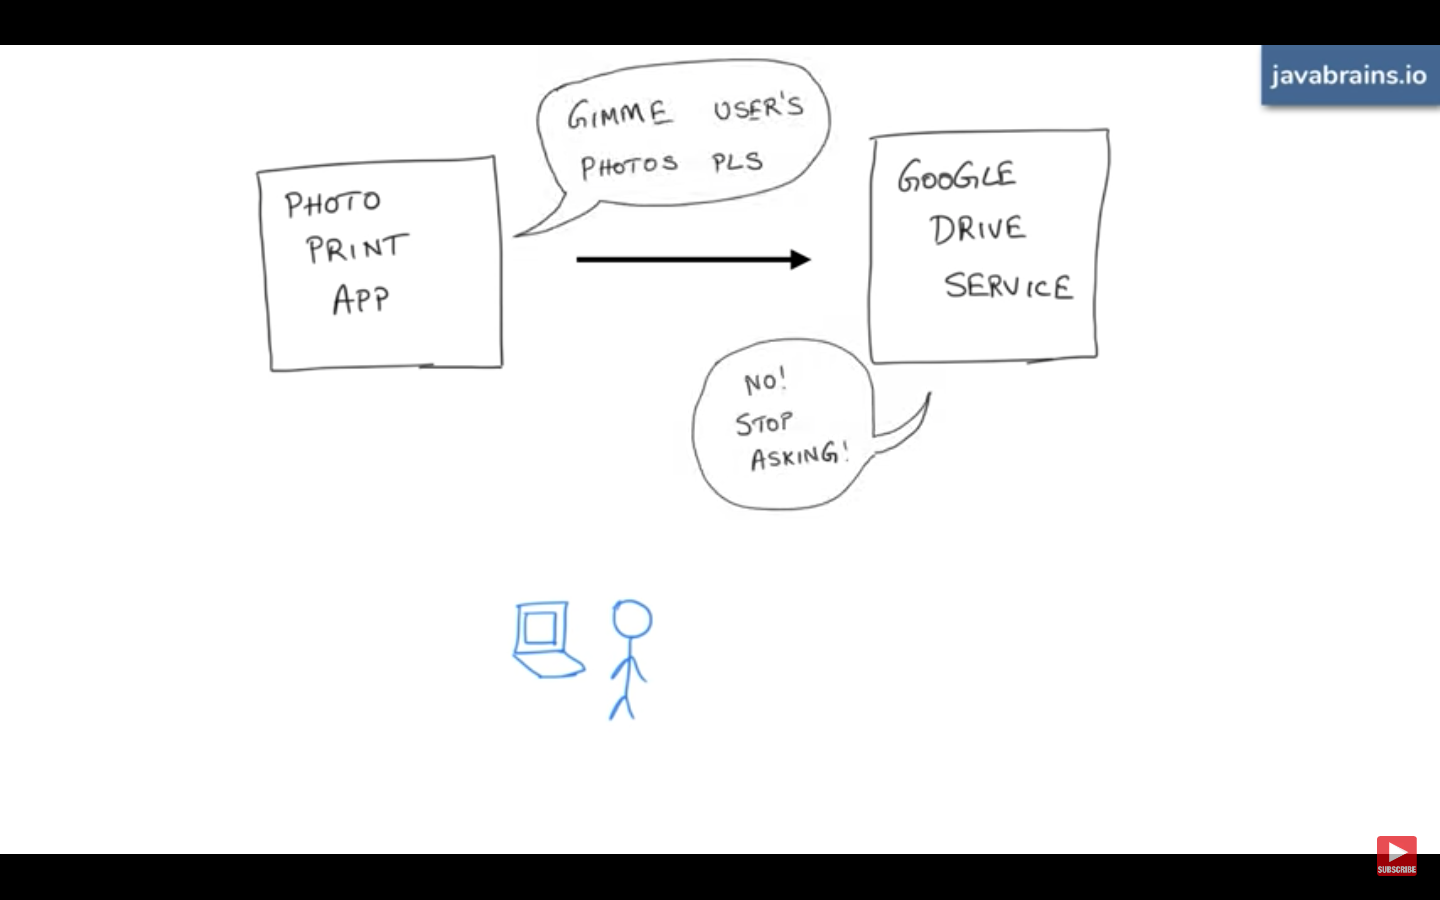 javabrains.io
GIMME USER'S
PHOTOS PLS
PHOTO
PRINT
APP
GOOGLE
DRIVE
SERVICE
NO!
STOP
ASKING!
SUBSCRIBE